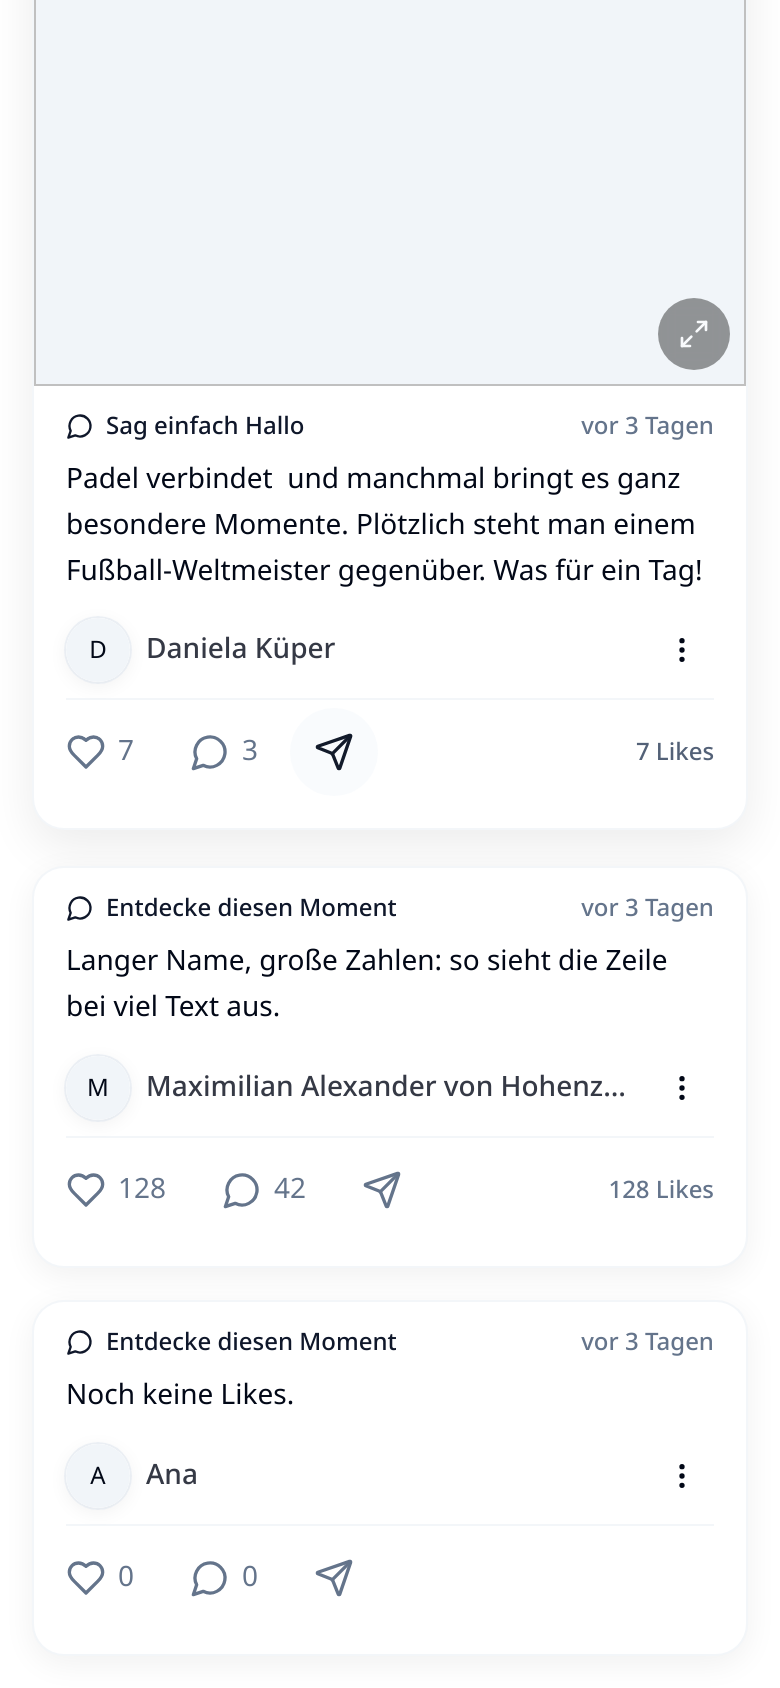 Sag einfach Hallo vor 3 Tagen
Padel verbindet  und manchmal bringt es ganz
besondere Momente. Plötzlich steht man einem
Fußball-Weltmeister gegenüber. Was für ein Tag!
D Daniela Küper
7 3 7 Likes
Entdecke diesen Moment vor 3 Tagen
Langer Name, große Zahlen: so sieht die Zeile
bei viel Text aus.
M Maximilian Alexander von Hohenz...
128 42 128 Likes
Entdecke diesen Moment vor 3 Tagen
Noch keine Likes.
A Ana
0 0